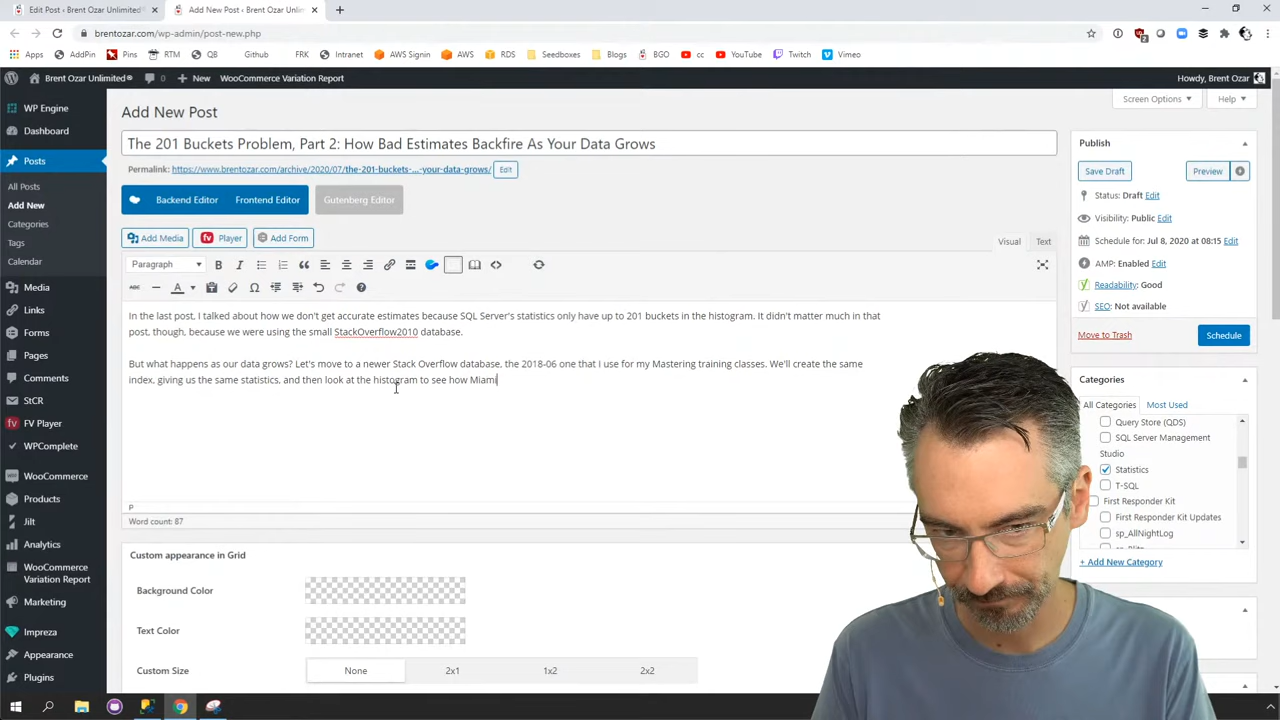 Edit Post ‹ Brent Ozar Unlimited®
Add New Post ‹ Brent Ozar Unlim
brentozar.com/wp-admin/post-new.php
Apps AddPin Pins RTM QB Github FRK Intranet AWS Signin AWS RDS Seedboxes Blogs BGO cc YouTube Twitch Vimeo
Brent Ozar Unlimited® 0 New WooCommerce Variation Report Howdy, Brent Ozar
WP Engine
Dashboard
Posts
All Posts
Add New
Categories
Tags
Calendar
Media
Links
Forms
Pages
Comments
StCR
FV Player
WPComplete
WooCommerce
Products
Jilt
Analytics
WooCommerce
Variation Report
Marketing
Impreza
Appearance
Plugins
Screen Options Help
Add New Post
The 201 Buckets Problem, Part 2: How Bad Estimates Backfire As Your Data Grows
Permalink: https://www.brentozar.com/archive/2020/07/the-201-buckets-...-your-data-grows/ Edit
Backend Editor Frontend Editor Gutenberg Editor
Add Media Player Add Form
Visual Text
Paragraph B I
ABC A
In the last post, I talked about how we don't get accurate estimates because SQL Server's statistics only have up to 201 buckets in the histogram. It didn't matter much in that
post, though, because we were using the small StackOverflow2010 database.
But what happens as our data grows? Let's move to a newer Stack Overflow database, the 2018-06 one that I use for my Mastering training classes. We'll create the same
index, giving us the same statistics, and then look at the histogram to see how Miami
P
Word count: 87
Custom appearance in Grid
Background Color
Text Color
Custom Size None 2x1 1x2 2x2
Publish
Save Draft Preview
Status: Draft Edit
Visibility: Public Edit
Schedule for: Jul 8, 2020 at 08:15 Edit
AMP: Enabled Edit
Readability: Good
SEO: Not available
Move to Trash Schedule
Categories
All Categories Most Used
Query Store (QDS)
SQL Server Management
Studio
Statistics
T-SQL
First Responder Kit
First Responder Kit Updates
sp_AllNightLog
+ Add New Category